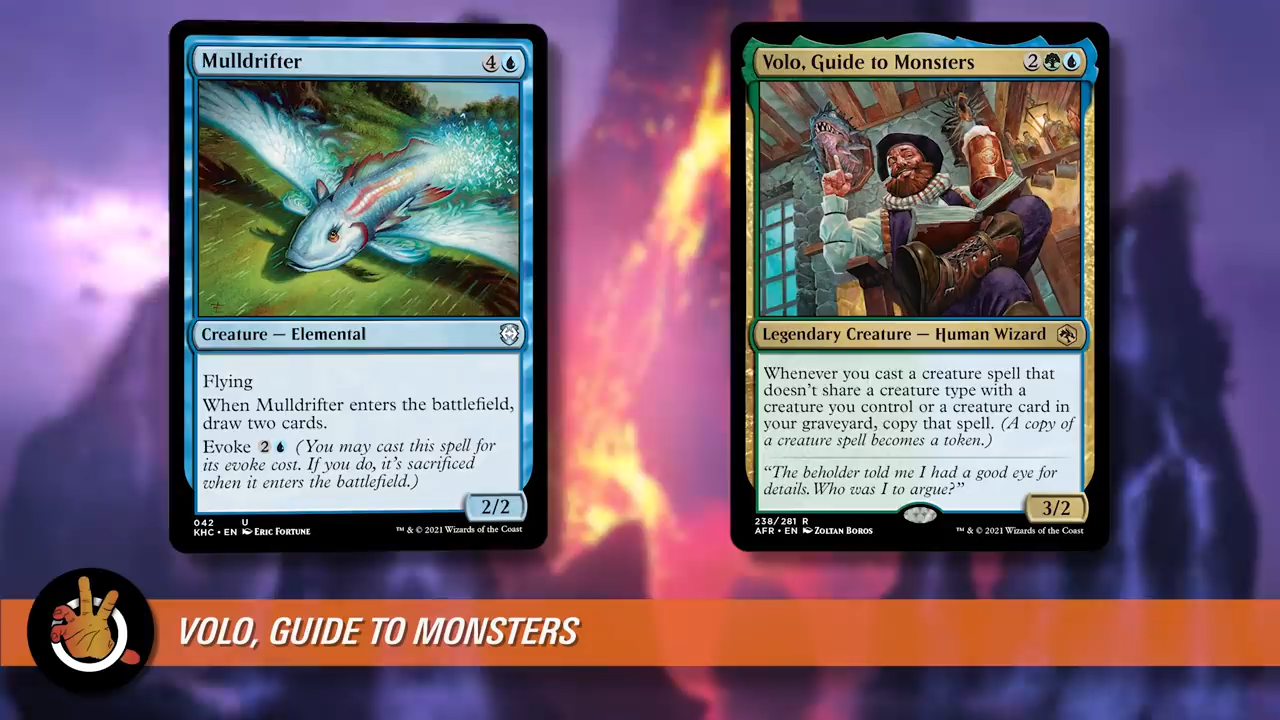 Mulldrifter 4
Creature — Elemental
Flying
When Mulldrifter enters the battlefield,
draw two cards.
Evoke 2 (You may cast this spell for
its evoke cost. If you do, it's sacrificed
when it enters the battlefield.)
2/2
042 U
KHC • EN Eric Fortune
™ & © 2021 Wizards of the Coast
Volo, Guide to Monsters 2
Legendary Creature — Human Wizard
Whenever you cast a creature spell that
doesn't share a creature type with a
creature you control or a creature card in
your graveyard, copy that spell. (A copy of
a creature spell becomes a token.)
“The beholder told me I had a good eye for
details. Who was I to argue?”
3/2
238/281 R
AFR • EN Zoltan Boros
™ & © 2021 Wizards of the Coast
VOLO, GUIDE TO MONSTERS